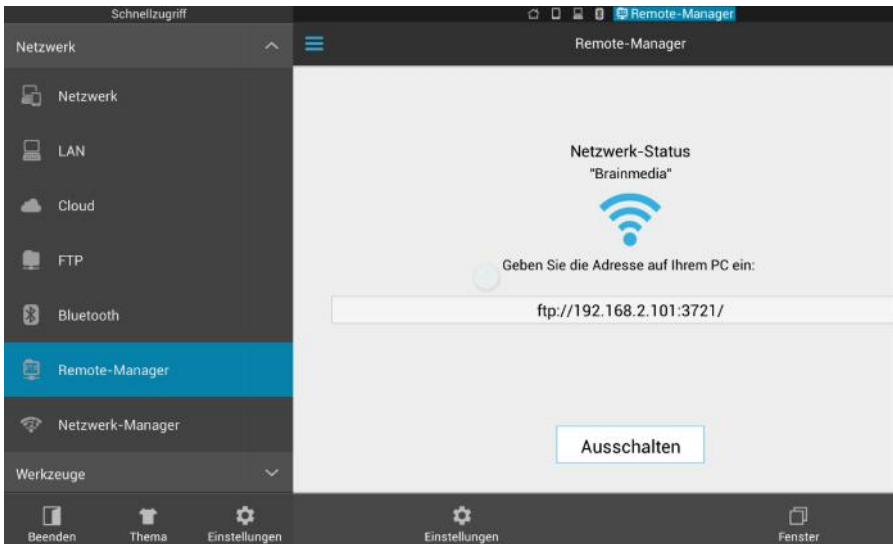 Schnellzugriff
Remote-Manager
Netzwerk
Remote-Manager
Netzwerk
LAN
Cloud
FTP
Bluetooth
Remote-Manager
Netzwerk-Manager
Werkzeuge
Netzwerk-Status
"Brainmedia"
Geben Sie die Adresse auf Ihrem PC ein:
ftp://192.168.2.101:3721/
Ausschalten
Beenden
Thema
Einstellungen
Einstellungen
Fenster